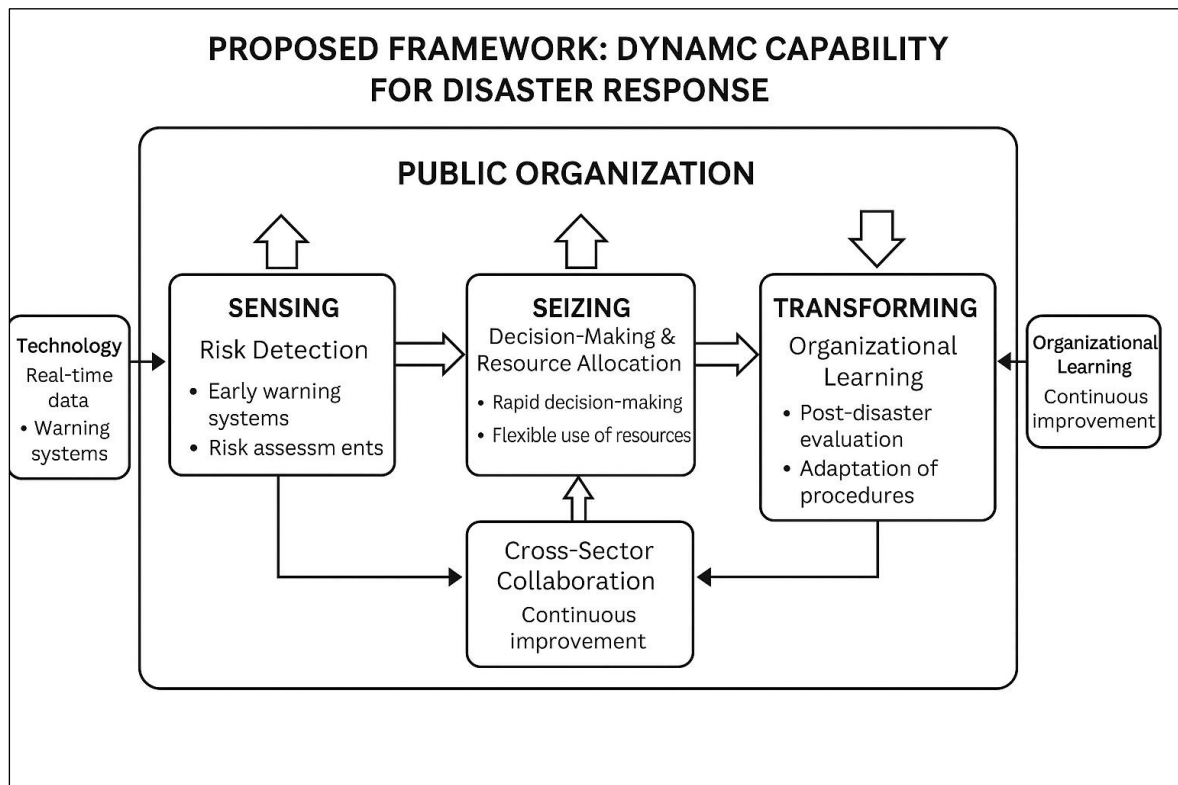 PROPOSED FRAMEWORK: DYNAMC CAPABILITY
FOR DISASTER RESPONSE
PUBLIC ORGANIZATION
Technology
Real-time
data
• Warning
systems
SENSING
Risk Detection
• Early warning
systems
• Risk assessm ents
SEIZING
Decision-Making &
Resource Allocation
• Rapid decision-making
• Flexible use of resources
TRANSFORMING
Organizational
Learning
• Post-disaster
evaluation
• Adaptation of
procedures
Organizational
Learning
Continuous
improvement
Cross-Sector
Collaboration
Continuous
improvement